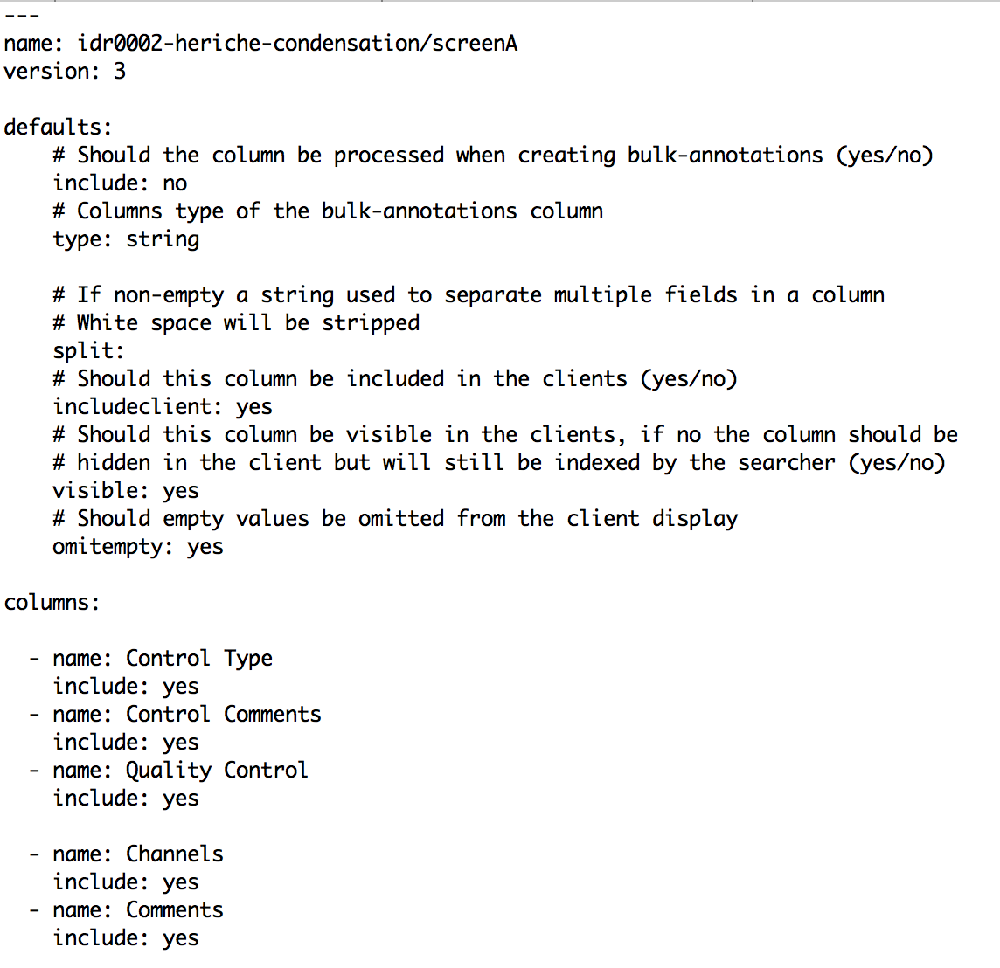 ---
name: idr0002-heriche-condensation/screenA
version: 3

defaults:
    # Should the column be processed when creating bulk-annotations (yes/no)
    include: no
    # Columns type of the bulk-annotations column
    type: string

    # If non-empty a string used to separate multiple fields in a column
    # White space will be stripped
    split:
    # Should this column be included in the clients (yes/no)
    includeclient: yes
    # Should this column be visible in the clients, if no the column should be
    # hidden in the client but will still be indexed by the searcher (yes/no)
    visible: yes
    # Should empty values be omitted from the client display
    omitempty: yes

columns:

  - name: Control Type
    include: yes
  - name: Control Comments
    include: yes
  - name: Quality Control
    include: yes

  - name: Channels
    include: yes
  - name: Comments
    include: yes